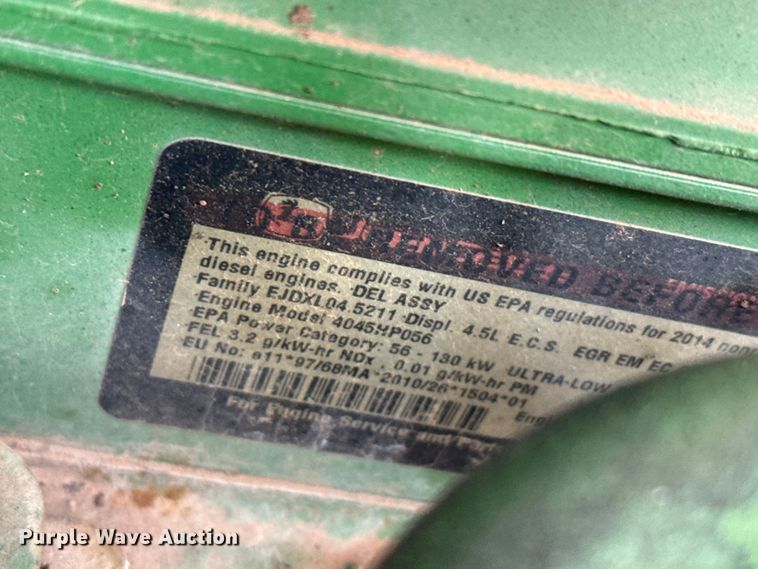 BEFORE
This engine complies with US EPA regulations for 2014
diesel engines. DEL ASSY
Family EJDXL04.5211 Displ. 4.5L E.C.S. EGR EM EC
Engine Model 4045HP056
EPA Power Category: 56 - 130 kW ULTRA-LOW
FEL 3.2 g/kW-hr NOx 0.01 g/kW-hr PM
EU No: e11*97/68MA*2010/26*1504*01
For Engine Service and
Purple Wave Auction